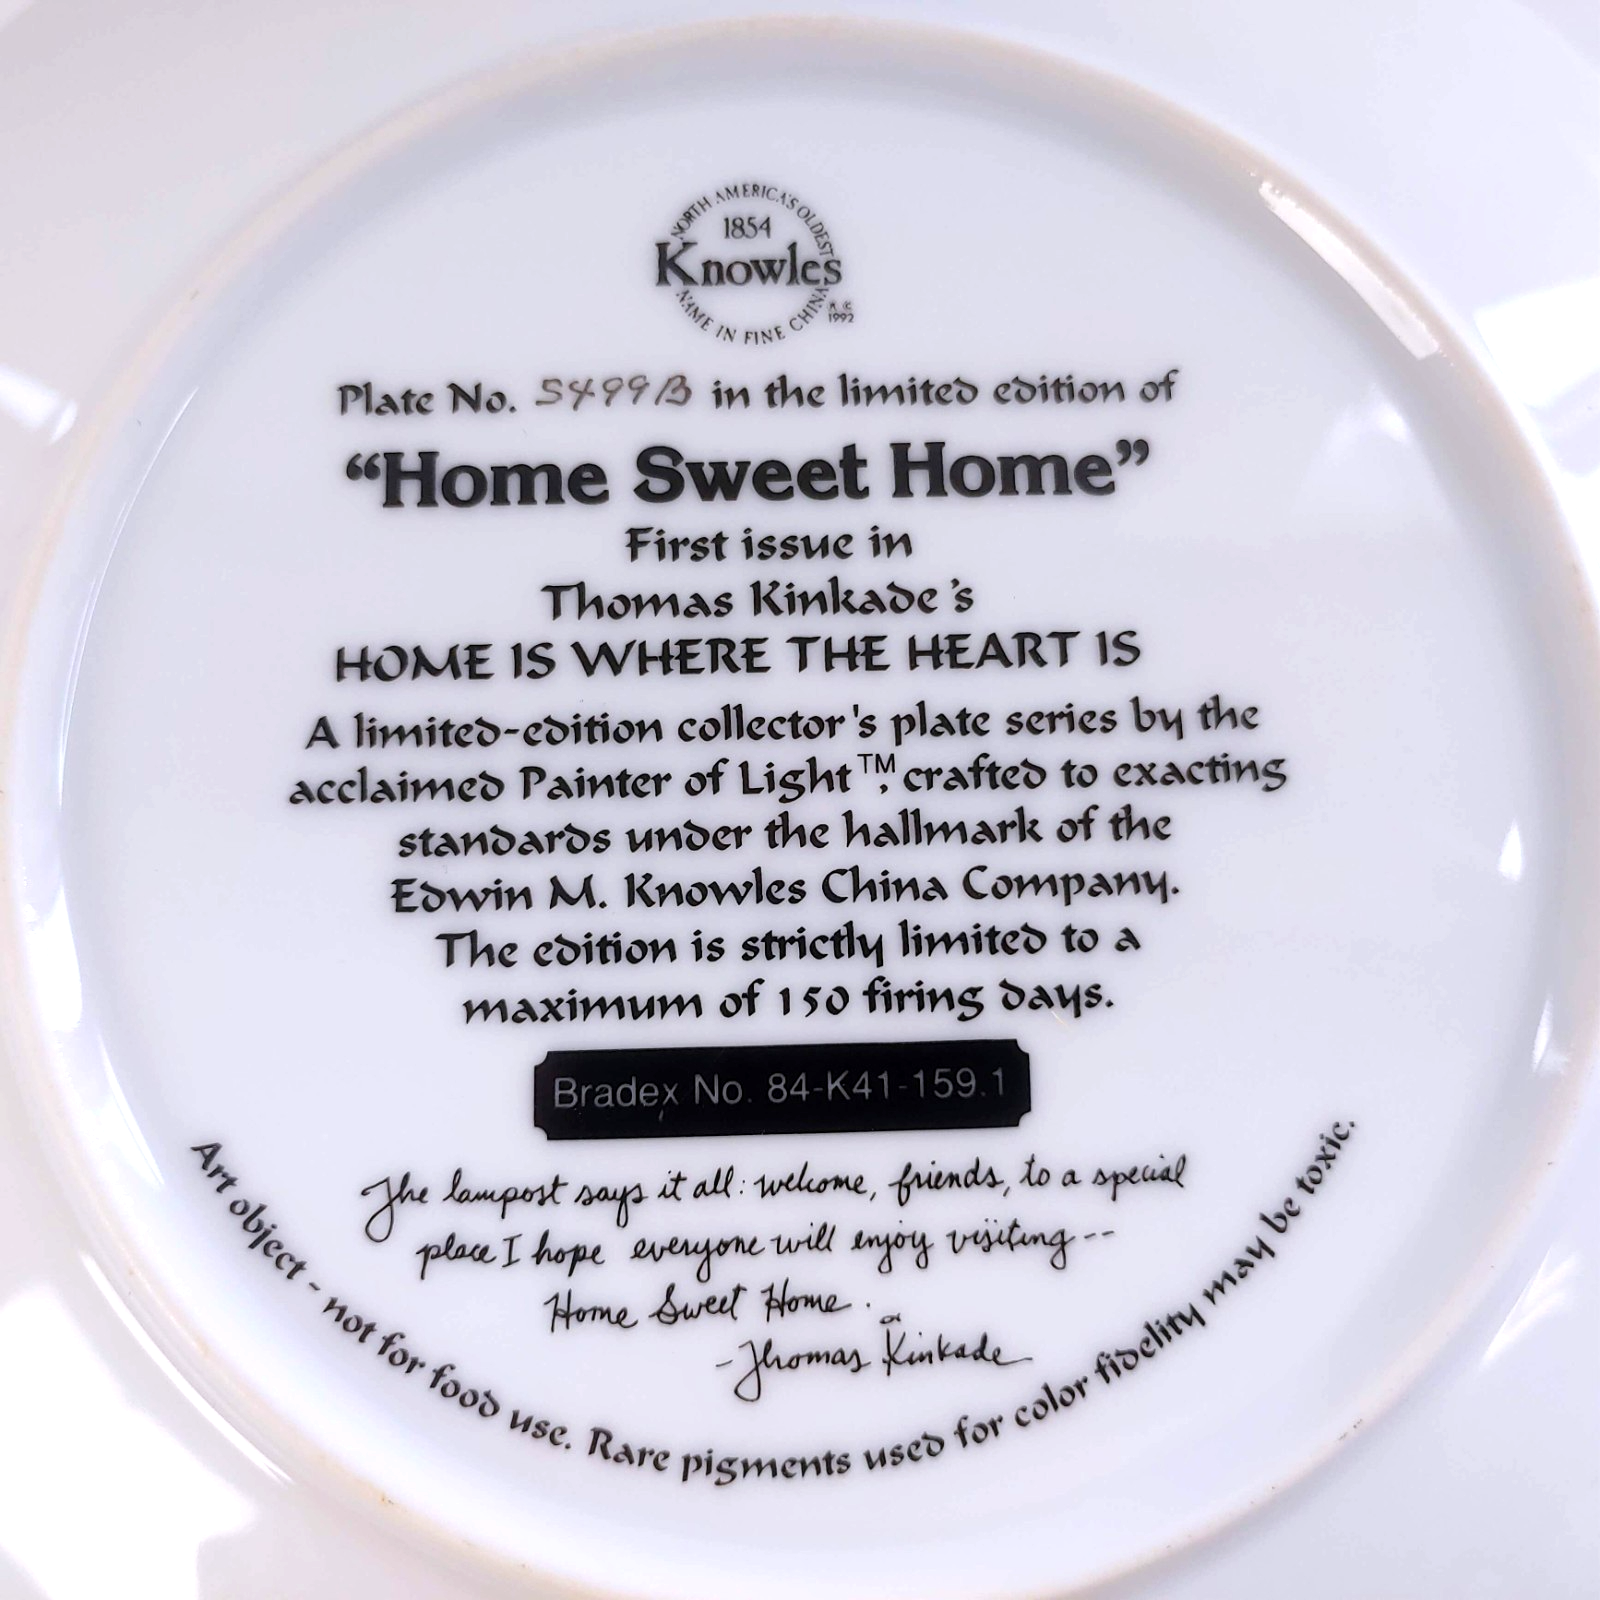 NORTH AMERICA'S OLDEST
1854
Knowles
NAME IN FINE CHINA
1992
Plate No. 5499B in the limited edition of
“Home Sweet Home”
First issue in
Thomas Kinkade's
HOME IS WHERE THE HEART IS
A limited-edition collector's plate series by the
acclaimed Painter of Light™, crafted to exacting
standards under the hallmark of the
Edwin M. Knowles China Company.
The edition is strictly limited to a
maximum of 150 firing days.
Bradex No. 84-K41-159.1
The lampost says it all: welcome, friends, to a special
place I hope everyone will enjoy visiting--
Home Sweet Home.
-Thomas Kinkade
Art object - not for food use. Rare pigments used for color fidelity may be toxic.